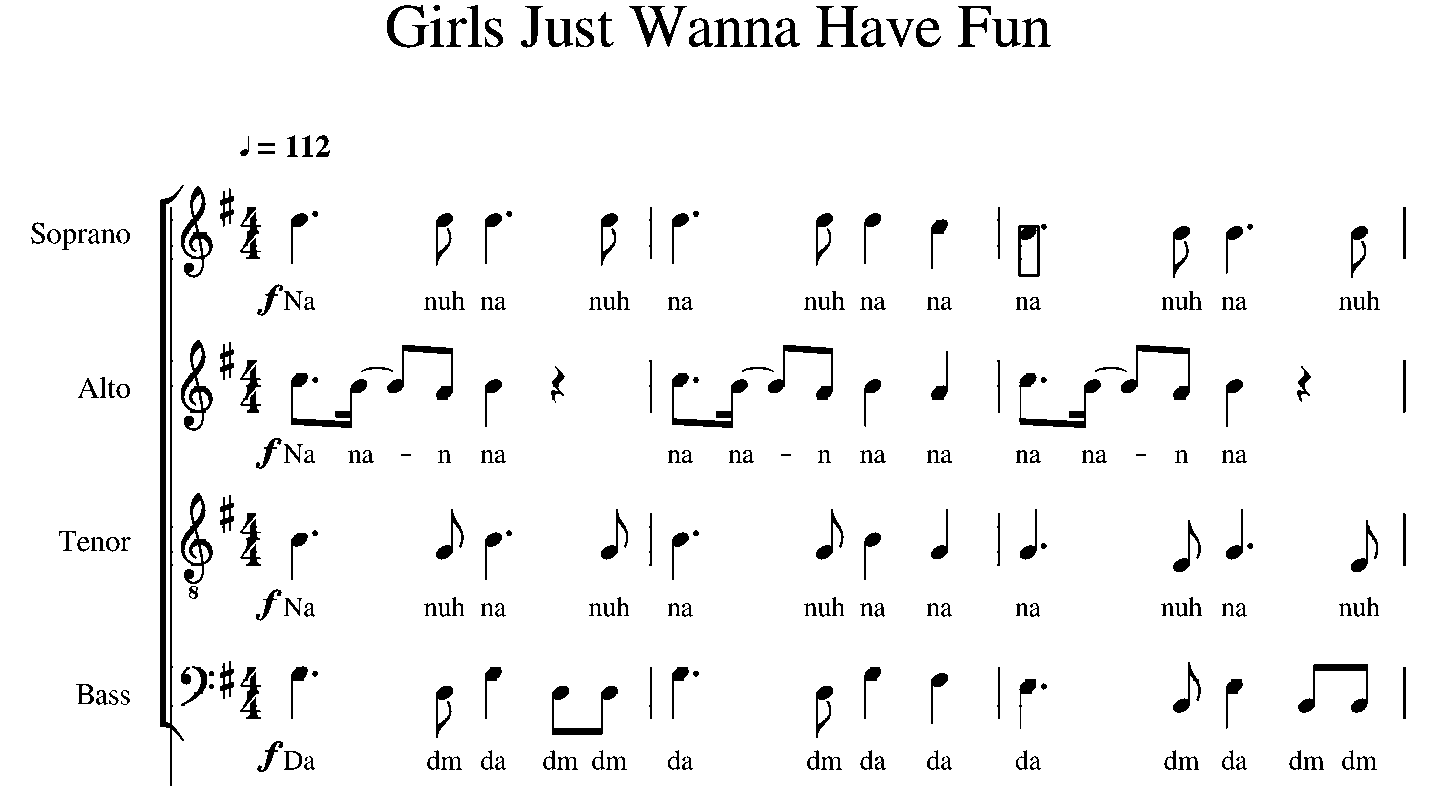 Girls Just Wanna Have Fun
♩ = 112
Soprano
f Na nuh na nuh na nuh na na na nuh na nuh
Alto
f Na na - n na na na - n na na na na - n na
Tenor
8
f Na nuh na nuh na nuh na na na nuh na nuh
Bass
f Da dm da dm dm da dm da da da dm da dm dm